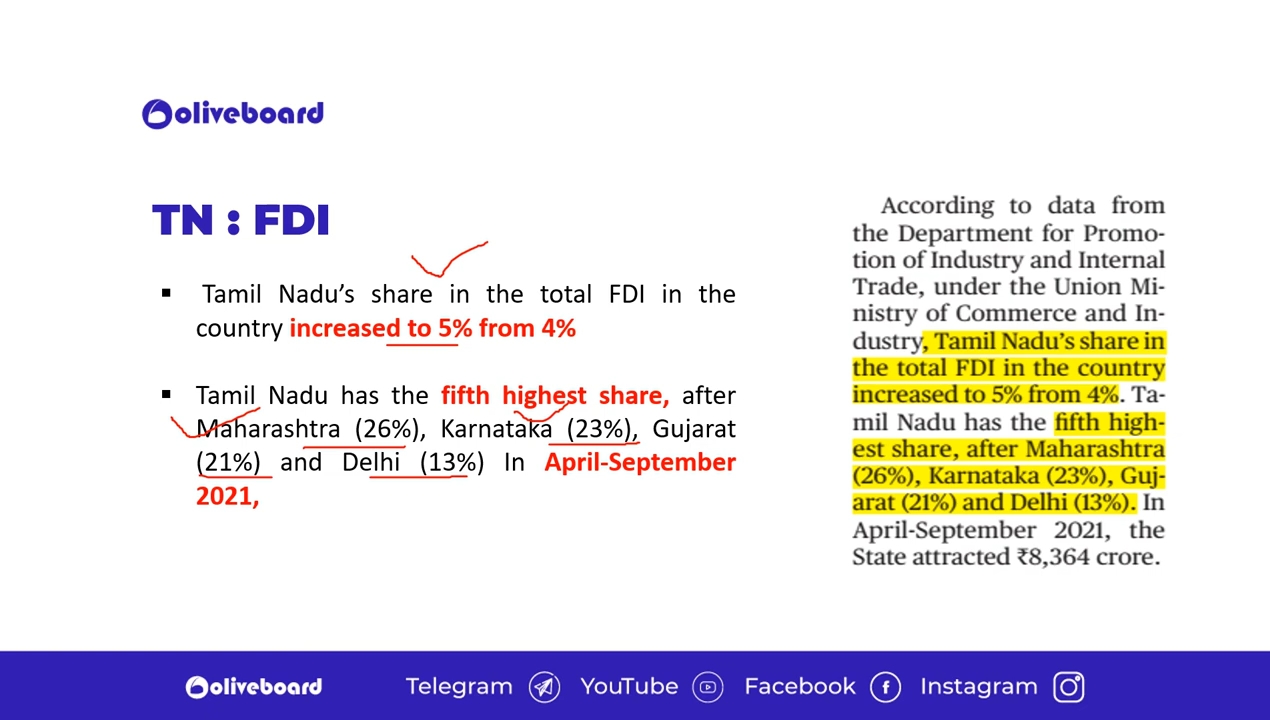 oliveboard
TN : FDI
▪ Tamil Nadu’s share in the total FDI in the
country increased to 5% from 4%
▪ Tamil Nadu has the fifth highest share, after
Maharashtra (26%), Karnataka (23%), Gujarat
(21%) and Delhi (13%) In April-September
2021,
According to data from
the Department for Promo-
tion of Industry and Internal
Trade, under the Union Mi-
nistry of Commerce and In-
dustry, Tamil Nadu’s share in
the total FDI in the country
increased to 5% from 4%. Ta-
mil Nadu has the fifth high-
est share, after Maharashtra
(26%), Karnataka (23%), Guj-
arat (21%) and Delhi (13%). In
April-September 2021, the
State attracted ₹8,364 crore.
oliveboard Telegram YouTube Facebook Instagram